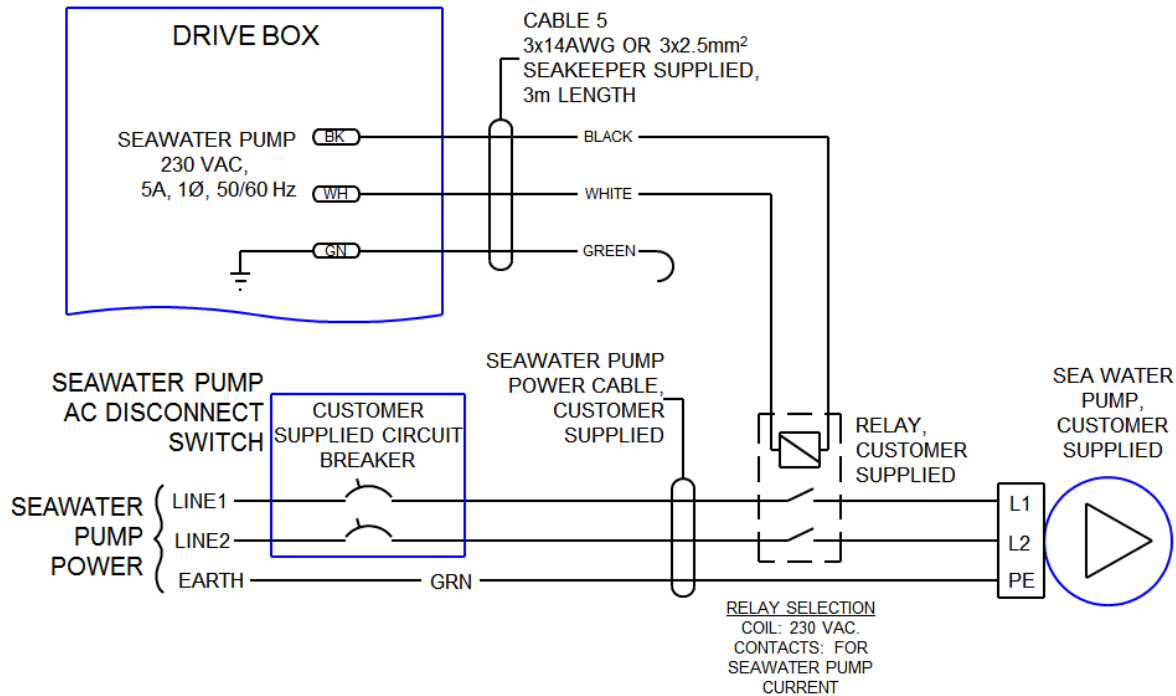 DRIVE BOX
CABLE 5
3x14AWG OR 3x2.5mm²
SEAKEEPER SUPPLIED,
3m LENGTH
SEAWATER PUMP
230 VAC,
5A, 1Ø, 50/60 Hz
BK
BLACK
WH
WHITE
GN
GREEN
SEAWATER PUMP
AC DISCONNECT
SWITCH
CUSTOMER
SUPPLIED CIRCUIT
BREAKER
SEAWATER PUMP
POWER CABLE,
CUSTOMER
SUPPLIED
RELAY,
CUSTOMER
SUPPLIED
SEA WATER
PUMP,
CUSTOMER
SUPPLIED
SEAWATER
PUMP
POWER
LINE1
LINE2
EARTH
GRN
L1
L2
PE
RELAY SELECTION
COIL: 230 VAC.
CONTACTS: FOR
SEAWATER PUMP
CURRENT